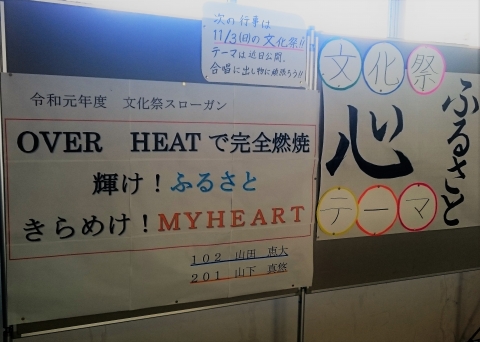 次の行事は
11/3(日)の文化祭!!
テーマは近日公開。
合唱に出し物に頑張ろう!!
令和元年度 文化祭スローガン
OVER HEATで完全燃焼
輝け!ふるさと
きらめけ!MYHEART
102 山田 恵大
201 山下 真悠
文化祭
テーマ
心
ふるさと